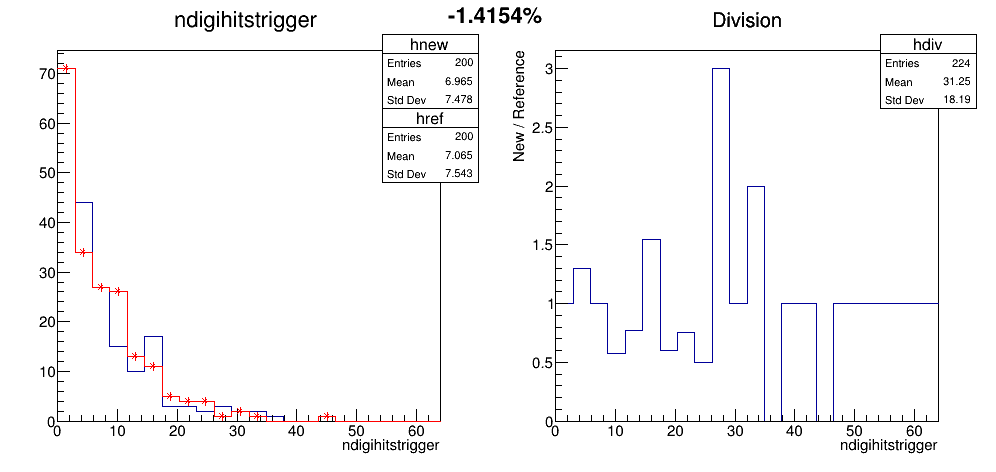 -1.4154%
ndigihitstrigger
hnew
Entries 200
Mean 6.965
Std Dev 7.478
href
Entries 200
Mean 7.065
Std Dev 7.543
70
60
50
40
30
20
10
0
0 10 20 30 40 50 60
ndigihitstrigger
Division
hdiv
Entries 224
Mean 31.25
Std Dev 18.19
New / Reference
3
2.5
2
1.5
1
0.5
0
0 10 20 30 40 50 60
ndigihitstrigger